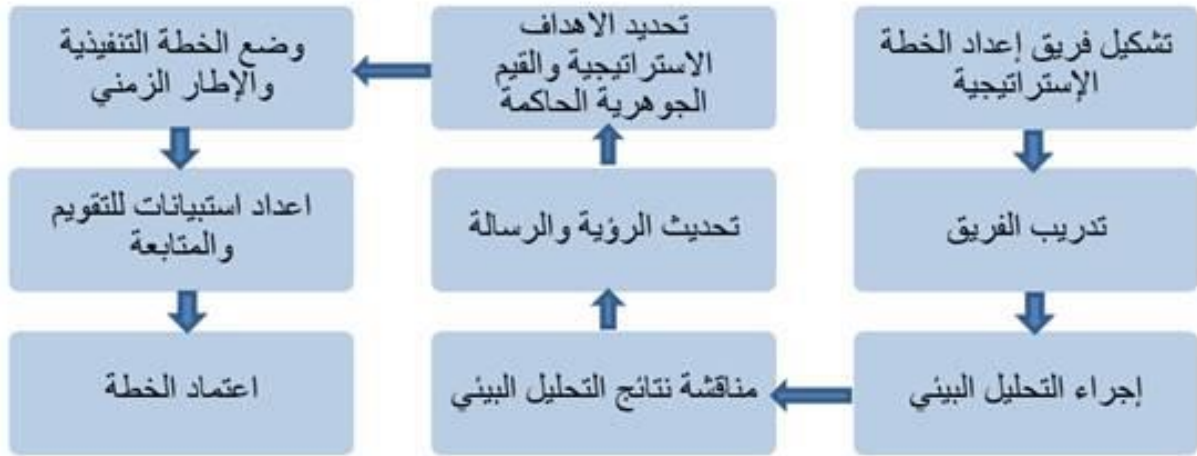 تشكيل فريق إعداد الخطة
الإستراتيجية
تدريب الفريق
إجراء التحليل البيئي
مناقشة نتائج التحليل البيئي
تحديث الرؤية والرسالة
تحديد الاهداف
الاستراتيجية والقيم
الجوهرية الحاكمة
وضع الخطة التنفيذية
والإطار الزمني
اعداد استبيانات للتقويم
والمتابعة
اعتماد الخطة